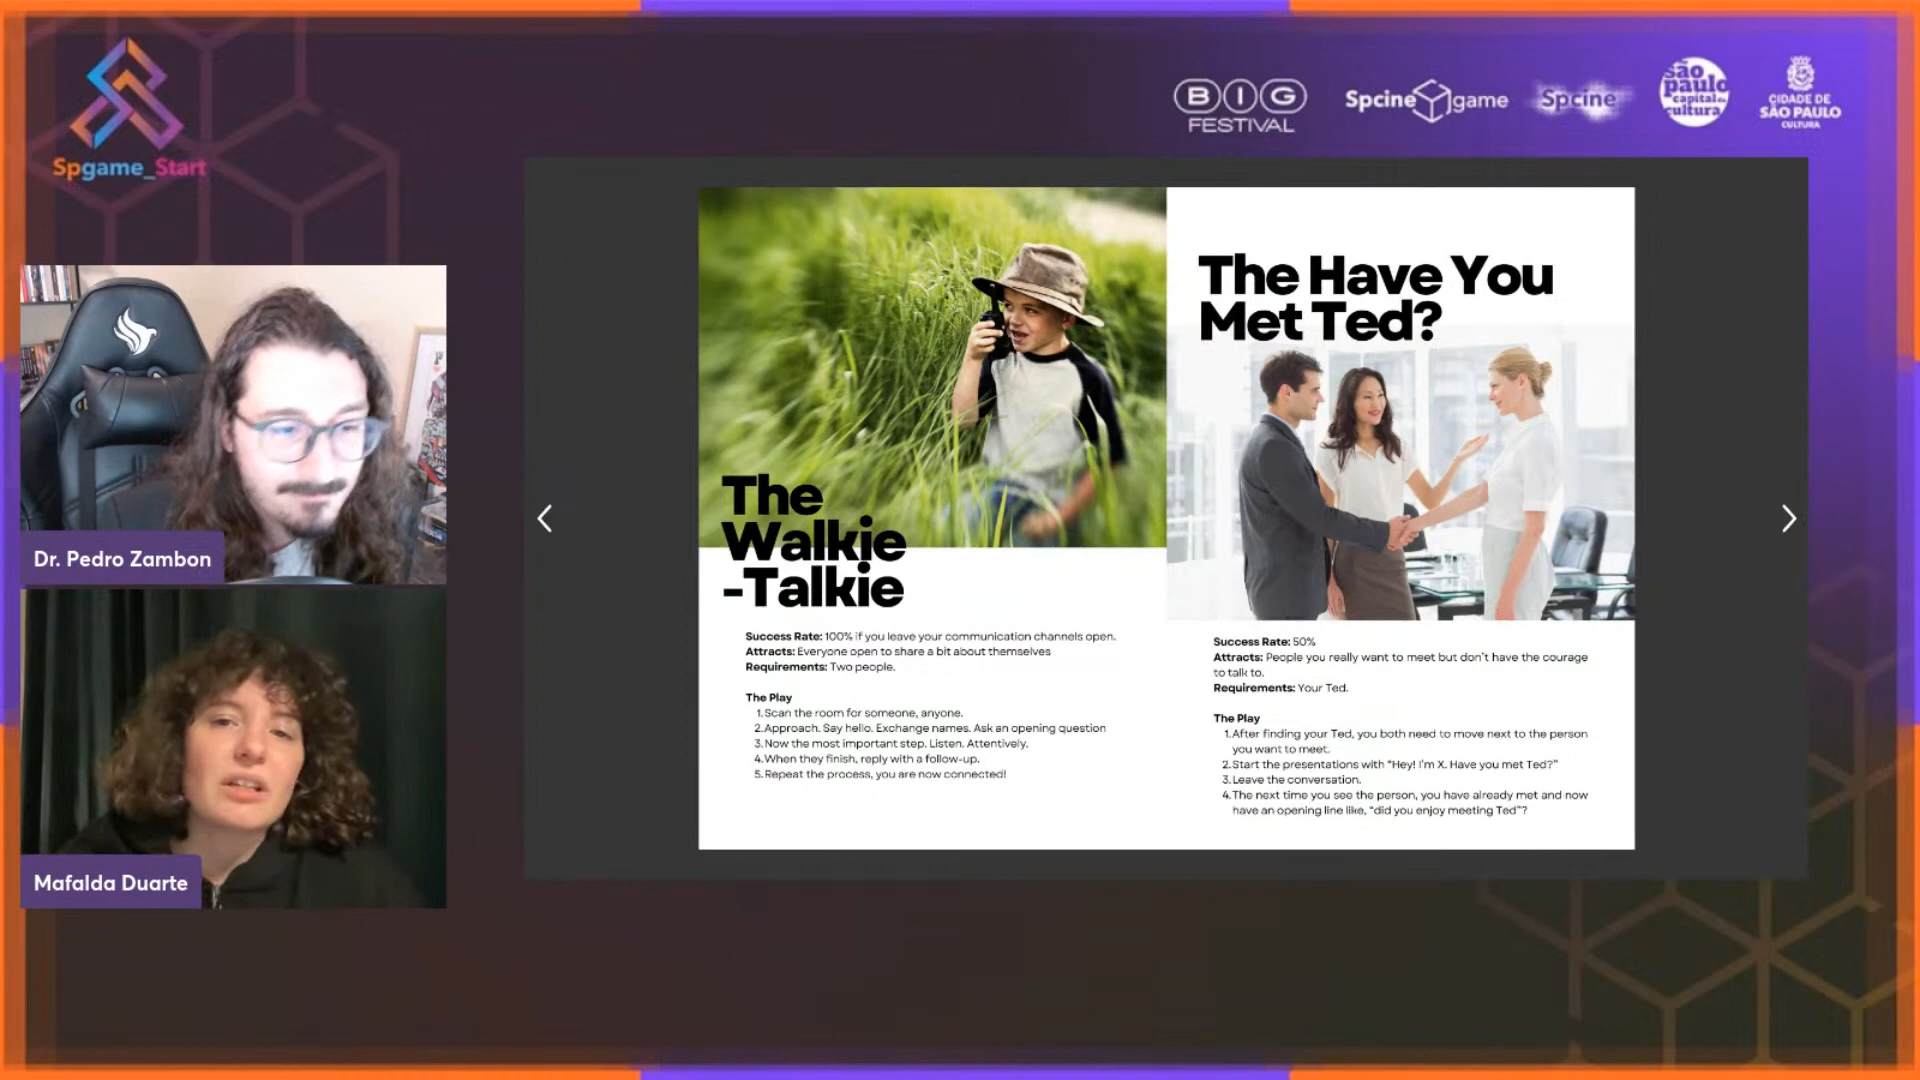 Spgame_Start
BIG
FESTIVAL
Spcine game
Spcine
são
paulo
capital da
cultura
CIDADE DE
SÃO PAULO
CULTURA
Dr. Pedro Zambon
Mafalda Duarte
The
Walkie
-Talkie
Success Rate: 100% if you leave your communication channels open.
Attracts: Everyone open to share a bit about themselves
Requirements: Two people.
The Play
1. Scan the room for someone, anyone.
2. Approach. Say hello. Exchange names. Ask an opening question
3. Now the most important step. Listen. Attentively.
4. When they finish, reply with a follow-up.
5. Repeat the process, you are now connected!
The Have You
Met Ted?
Success Rate: 50%
Attracts: People you really want to meet but don't have the courage
to talk to.
Requirements: Your Ted.
The Play
1. After finding your Ted, you both need to move next to the person
you want to meet.
2. Start the presentations with "Hey! I'm X. Have you met Ted?"
3. Leave the conversation.
4. The next time you see the person, you have already met and now
have an opening line like, "did you enjoy meeting Ted"?